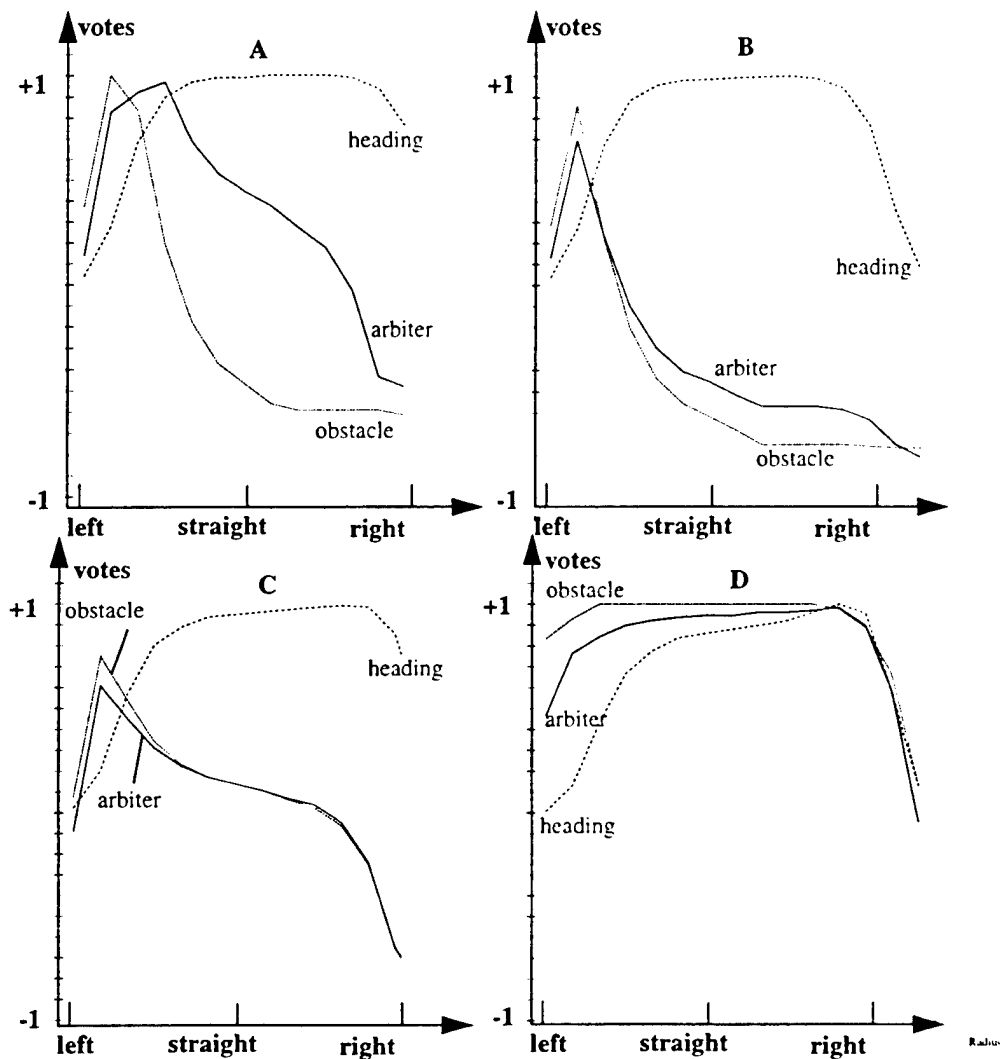 votes
A
+1
heading
arbiter
obstacle
-1
left straight right
votes
B
+1
heading
arbiter
obstacle
-1
left straight right
votes
C
+1
obstacle
heading
arbiter
-1
left straight right
votes
D
obstacle
+1
arbiter
heading
-1
left straight right
Radius